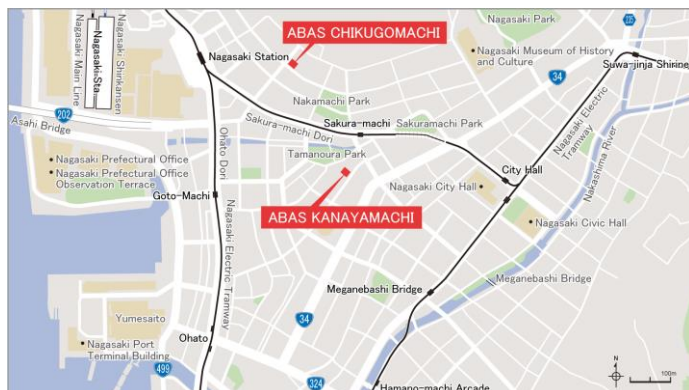 ABAS CHIKUGOMACHI
Nagasaki Park
Nagasaki Main Line
Nagasaki Sta
Nagasaki Shinkansen
Nagasaki Station
Nagasaki Museum of History
and Culture
34
Suwa-jinja Shirine
202
Asahi Bridge
Nakamachi Park
Sakura-machi Dori
Sakura-machi
Sakuramachi Park
Nagasaki Electric
Tramway
Nakashima River
Ohato Dori
Tamanoura Park
City Hall
Nagasaki Prefectural Office
Nagasaki Prefectural Office
Observation Terrace
Goto-Machi
Nagasaki City Hall
ABAS KANAYAMACHI
Nagasaki Civic Hall
Nagasaki Electric Tramway
Meganebashi Bridge
Meganebashi Bridge
Yumesaito
34
Ohato
Nagasaki Port
Terminal Building
499
324
Hamano-machi Arcade
N
100m